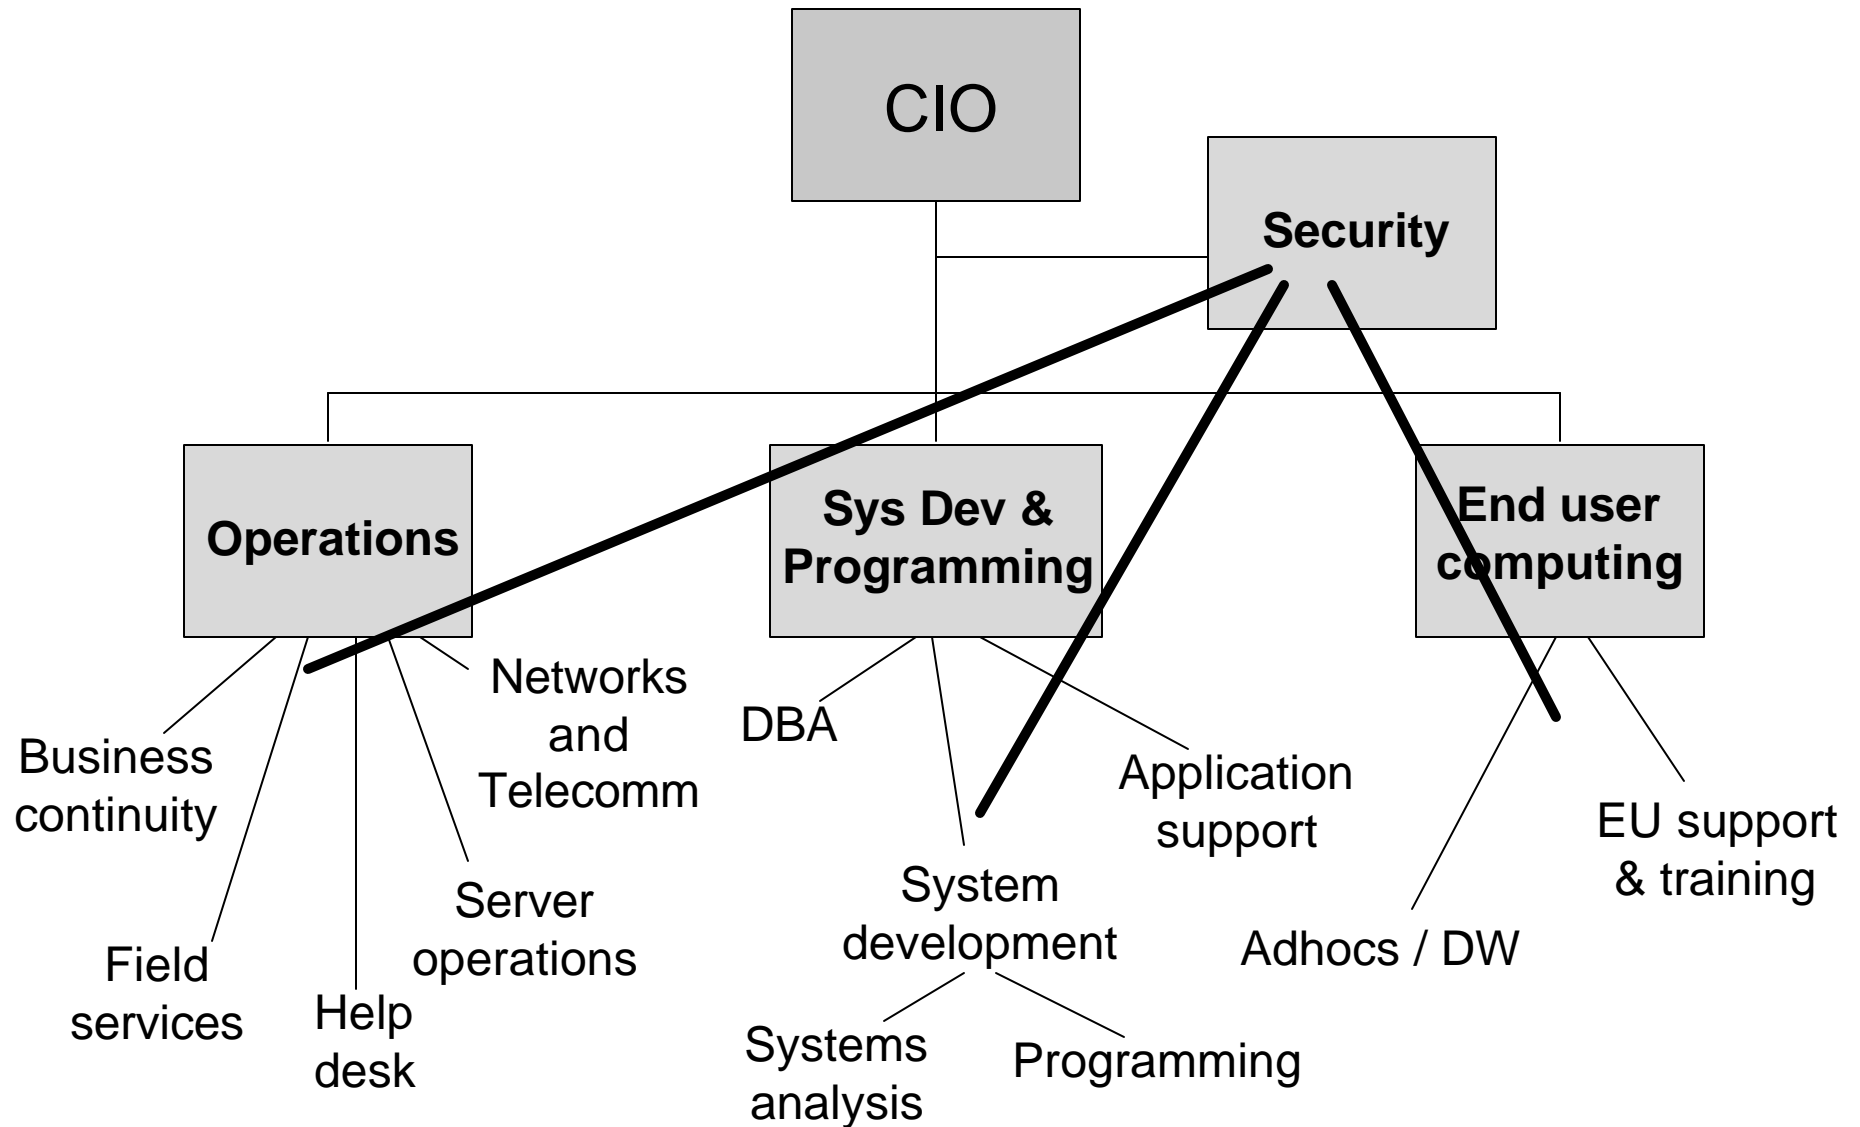 CIO
Security
Operations
Sys Dev &
Programming
End user
computing
Business
continuity
Field
services
Help
desk
Server
operations
Networks
and
Telecomm
DBA
System
development
Systems
analysis
Programming
Application
support
Adhocs / DW
EU support
& training